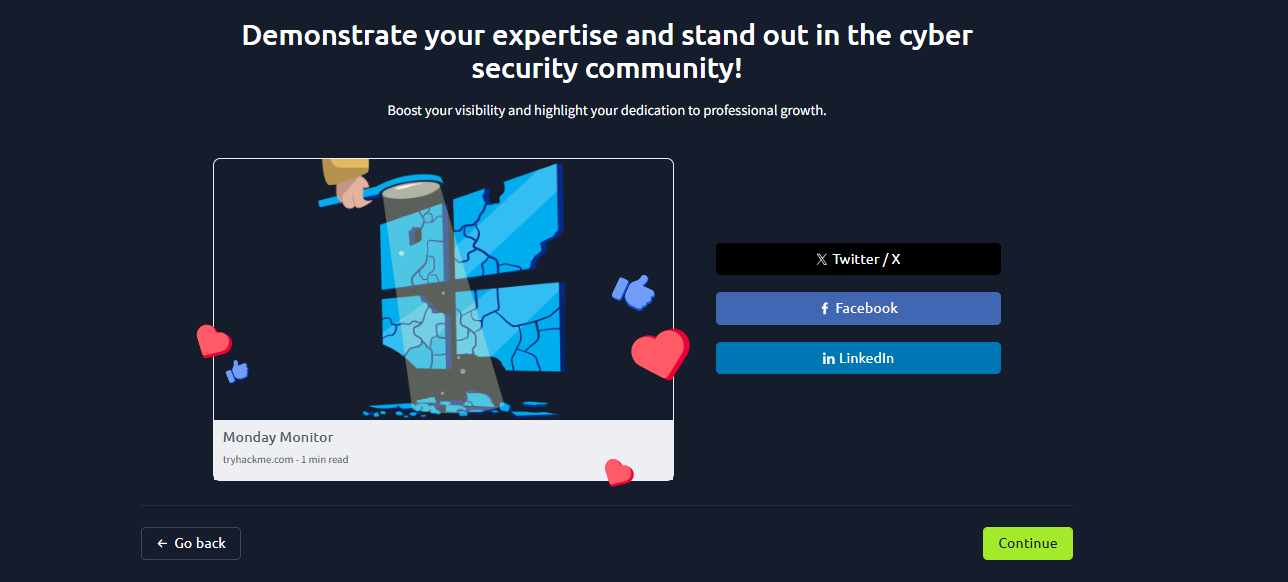 Demonstrate your expertise and stand out in the cyber
security community!
Boost your visibility and highlight your dedication to professional growth.
𝕏 Twitter / X
f Facebook
in LinkedIn
Monday Monitor
tryhackme.com - 1 min read
← Go back
Continue